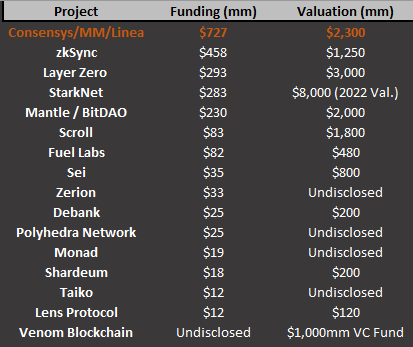 Project Funding (mm) Valuation (mm)
Consensys/MM/Linea $727 $2,300
zkSync $458 $1,250
Layer Zero $293 $3,000
StarkNet $283 $8,000 (2022 Val.)
Mantle / BitDAO $230 $2,000
Scroll $83 $1,800
Fuel Labs $82 $480
Sei $35 $800
Zerion $33 Undisclosed
Debank $25 $200
Polyhedra Network $25 Undisclosed
Monad $19 Undisclosed
Shardeum $18 $200
Taiko $12 Undisclosed
Lens Protocol $12 $120
Venom Blockchain Undisclosed $1,000mm VC Fund